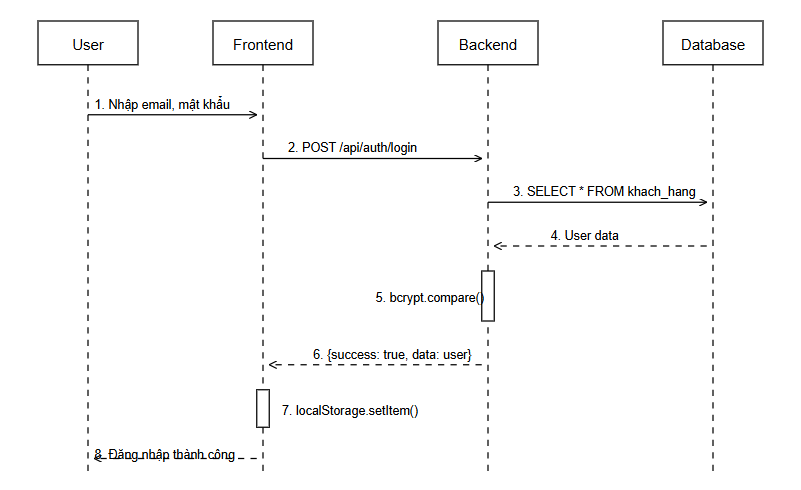 User
Frontend
Backend
Database
1. Nhập email, mật khẩu
2. POST /api/auth/login
3. SELECT * FROM khach_hang
4. User data
5. bcrypt.compare()
6. {success: true, data: user}
7. localStorage.setItem()
8. Đăng nhập thành công